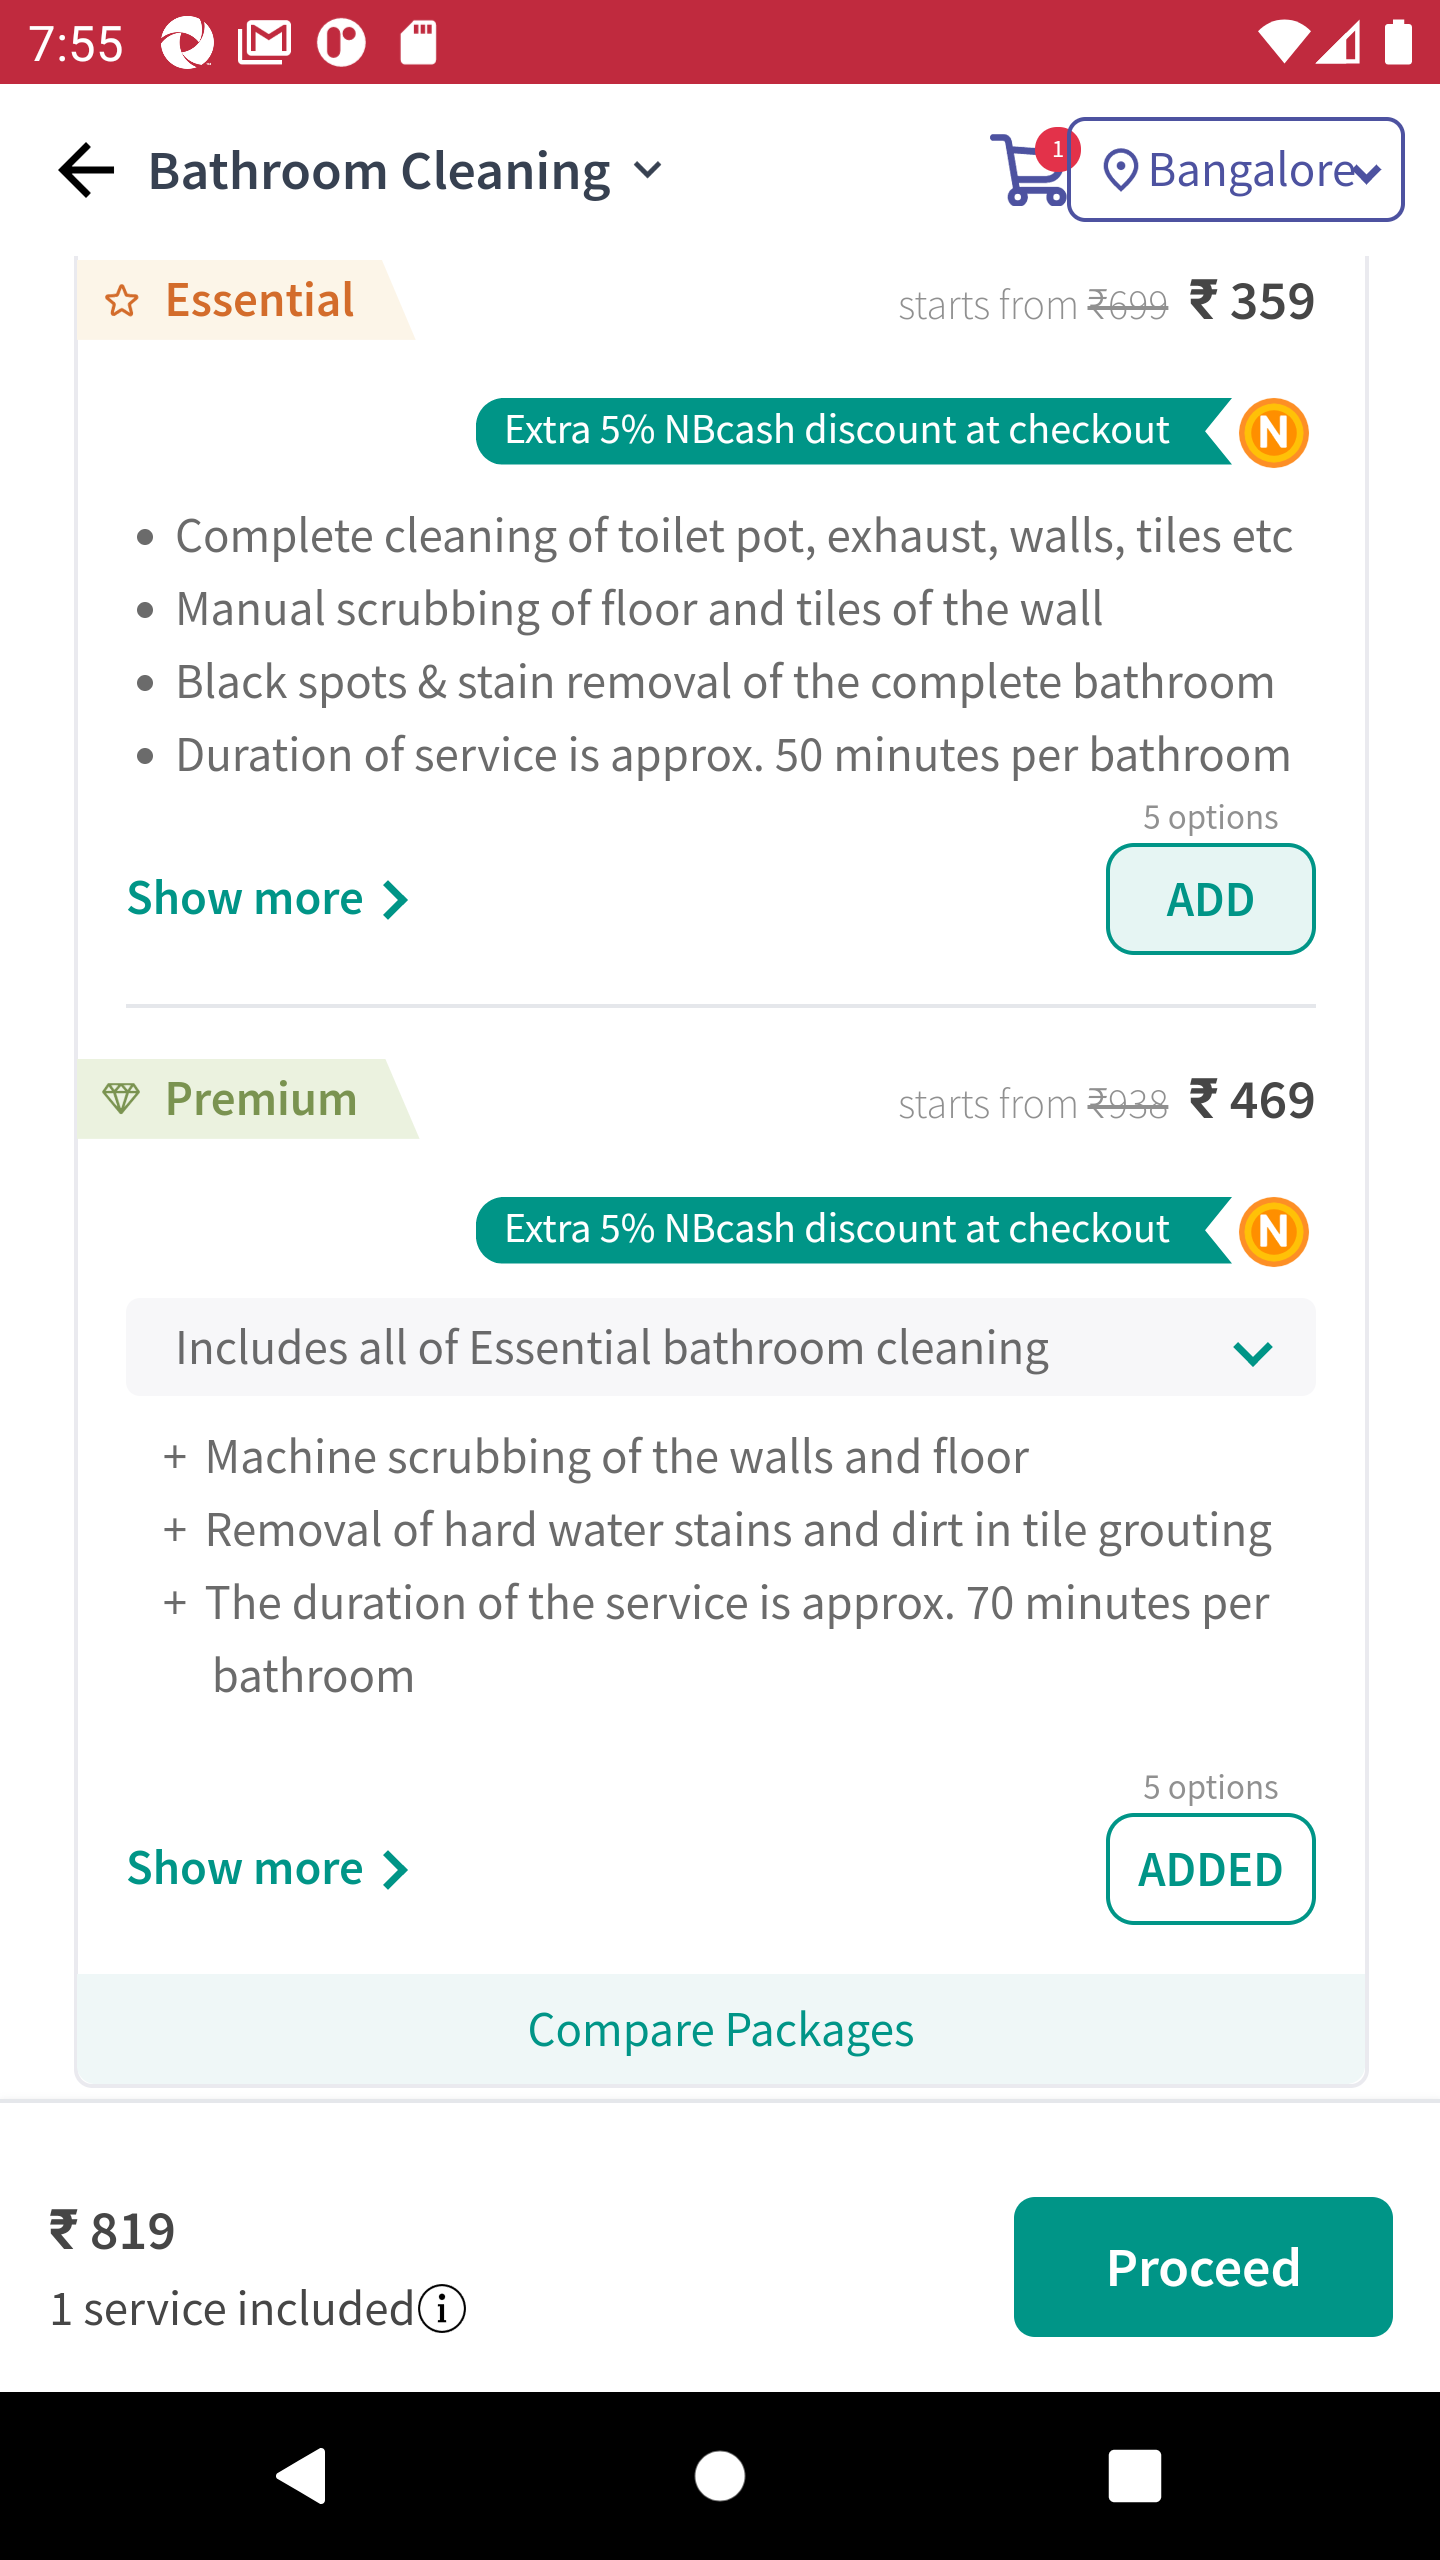 7:55
Bathroom Cleaning
1
Bangalore
Essential
starts from ₹699 ₹ 359
Extra 5% NBcash discount at checkout
N
• Complete cleaning of toilet pot, exhaust, walls, tiles etc
• Manual scrubbing of floor and tiles of the wall
• Black spots & stain removal of the complete bathroom
• Duration of service is approx. 50 minutes per bathroom
5 options
Show more
ADD
Premium
starts from ₹938 ₹ 469
Extra 5% NBcash discount at checkout
N
Includes all of Essential bathroom cleaning
+ Machine scrubbing of the walls and floor
+ Removal of hard water stains and dirt in tile grouting
+ The duration of the service is approx. 70 minutes per
bathroom
5 options
Show more
ADDED
Compare Packages
₹ 819
1 service included
Proceed